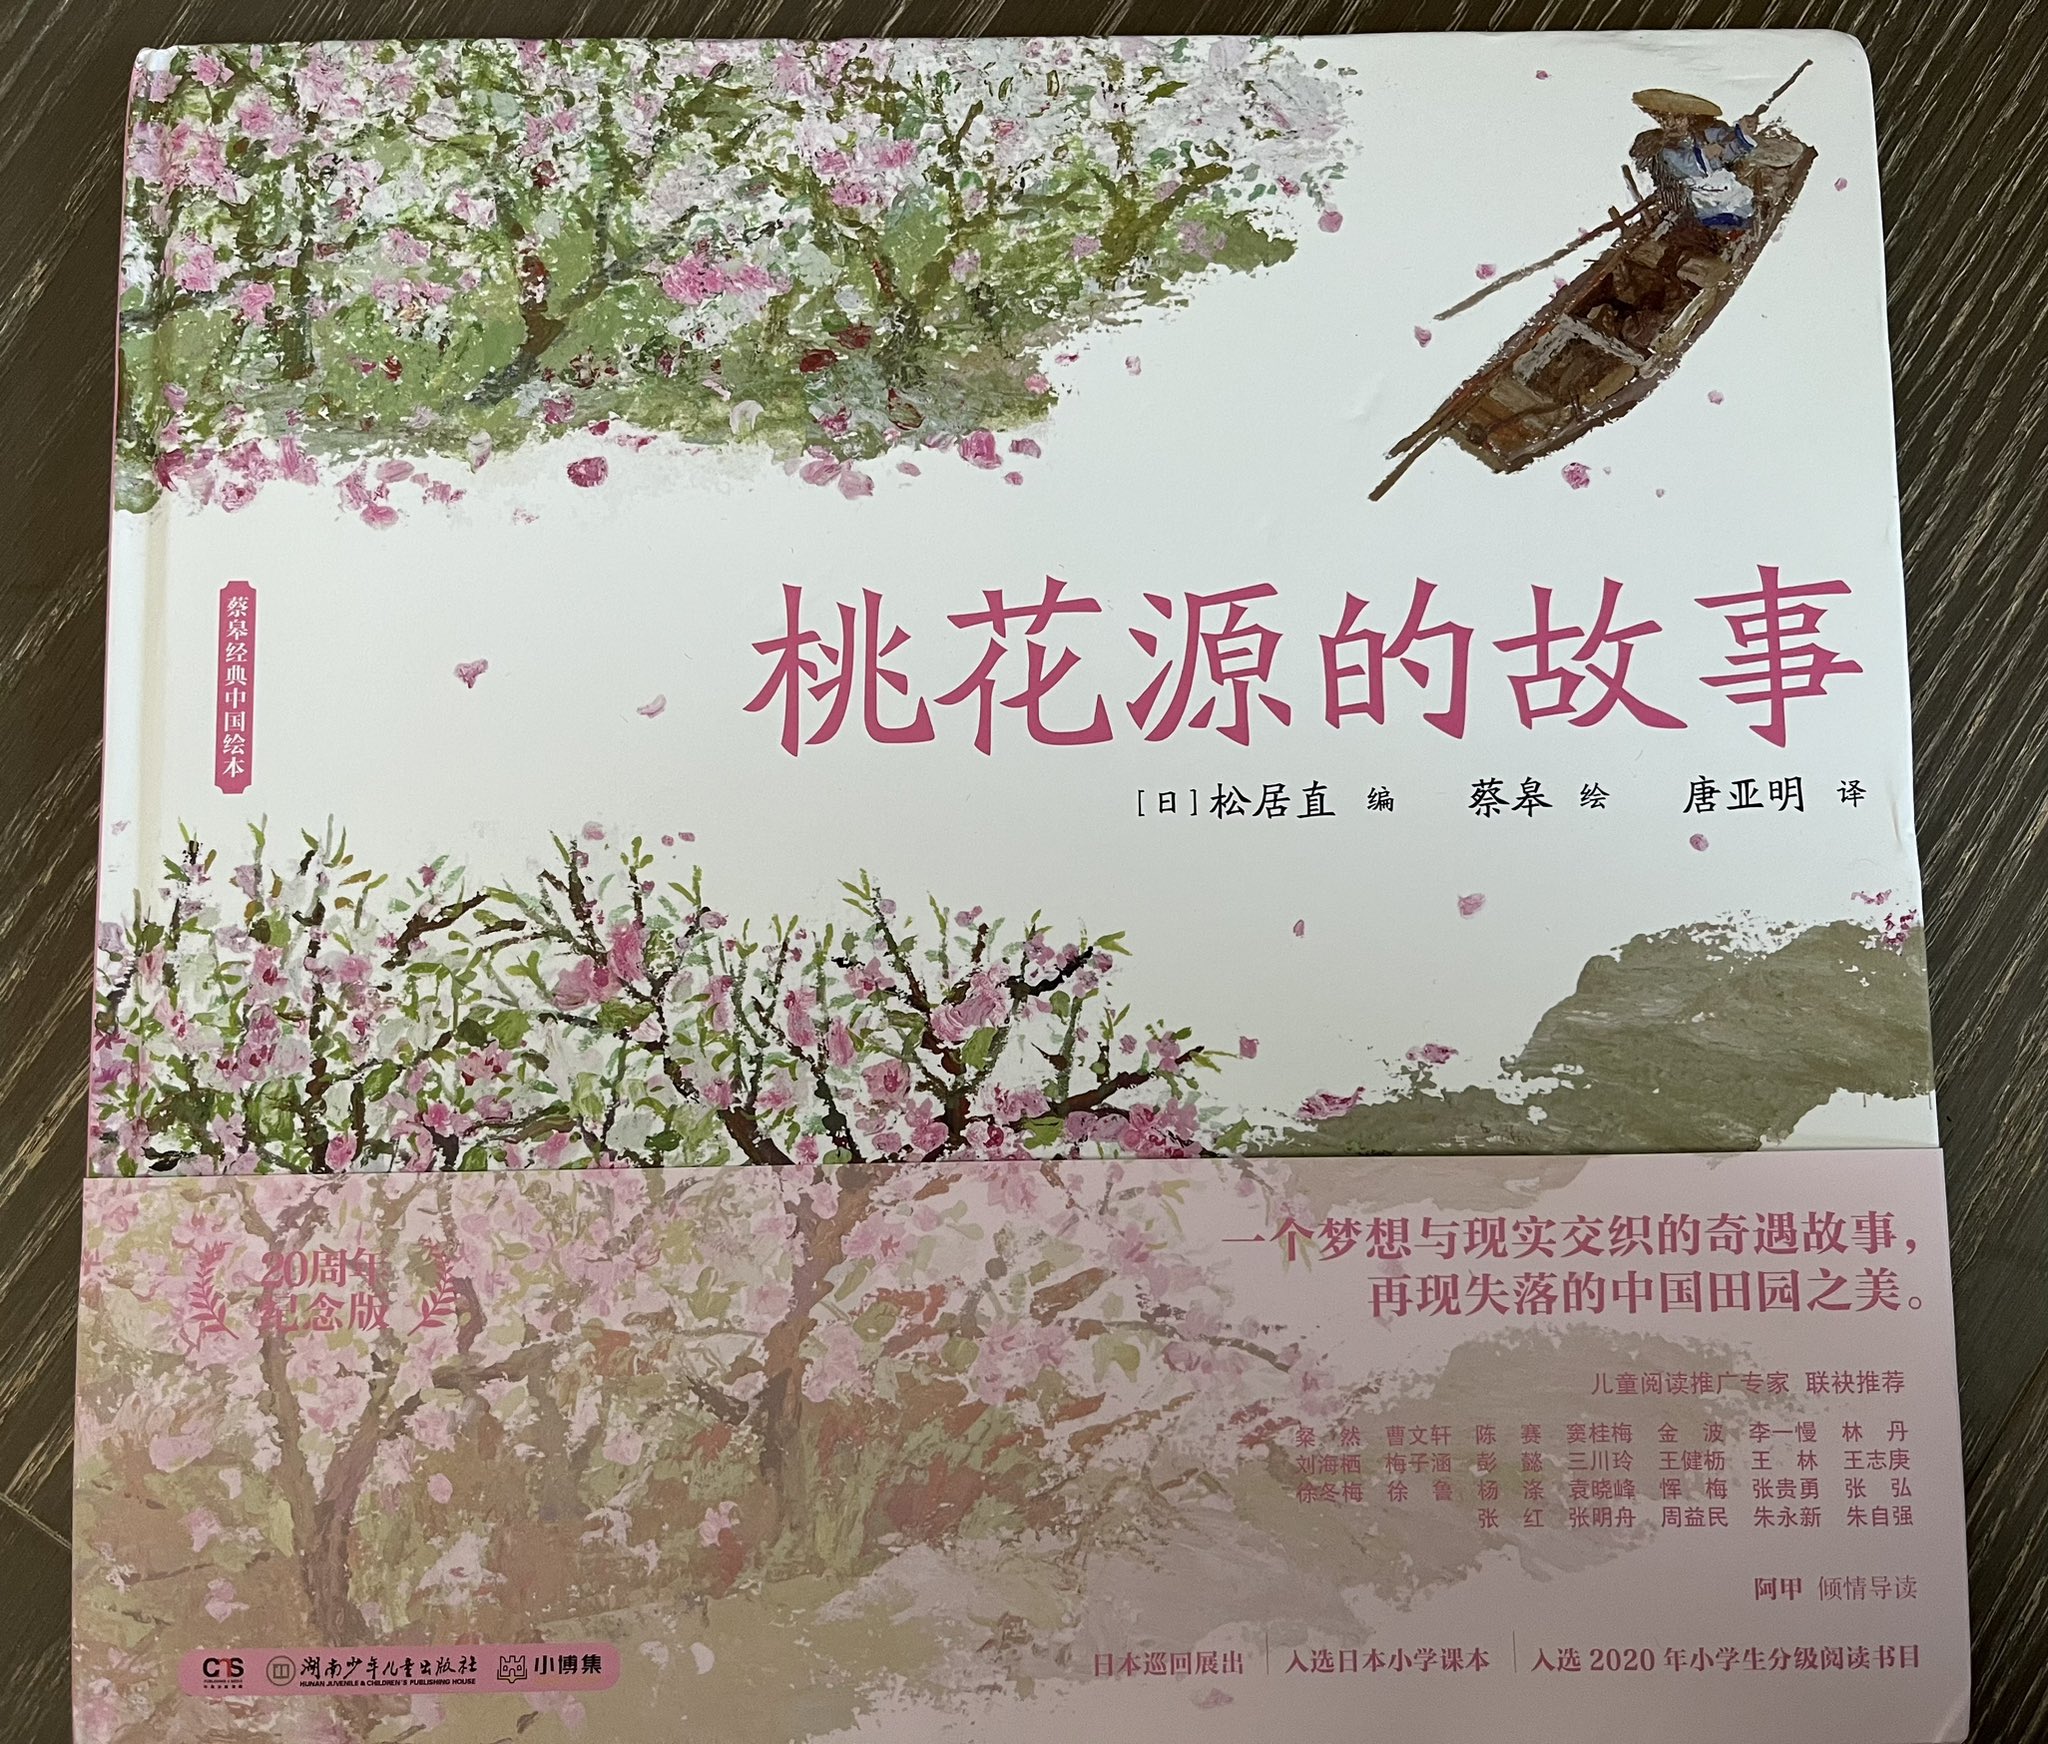 蔡皋经典中国绘本
桃花源的故事
[日]松居直 编 蔡皋 绘 唐亚明 译
20周年
纪念版
一个梦想与现实交织的奇遇故事，
再现失落的中国田园之美。
儿童阅读推广专家 联袂推荐
粲 然 曹文轩 陈 赛 窦桂梅 金 波 李一慢 林 丹
刘海栖 梅子涵 彭 懿 三川玲 王健枥 王 林 王志庚
徐冬梅 徐 鲁 杨 涤 袁晓峰 恽 梅 张贵勇 张 弘
张 红 张明舟 周益民 朱永新 朱自强
阿甲 倾情导读
CNS 湖南少年儿童出版社 小博集
HUNAN JUVENILE & CHILDREN'S PUBLISHING HOUSE
日本巡回展出 入选日本小学课本 入选 2020 年小学生分级阅读书目